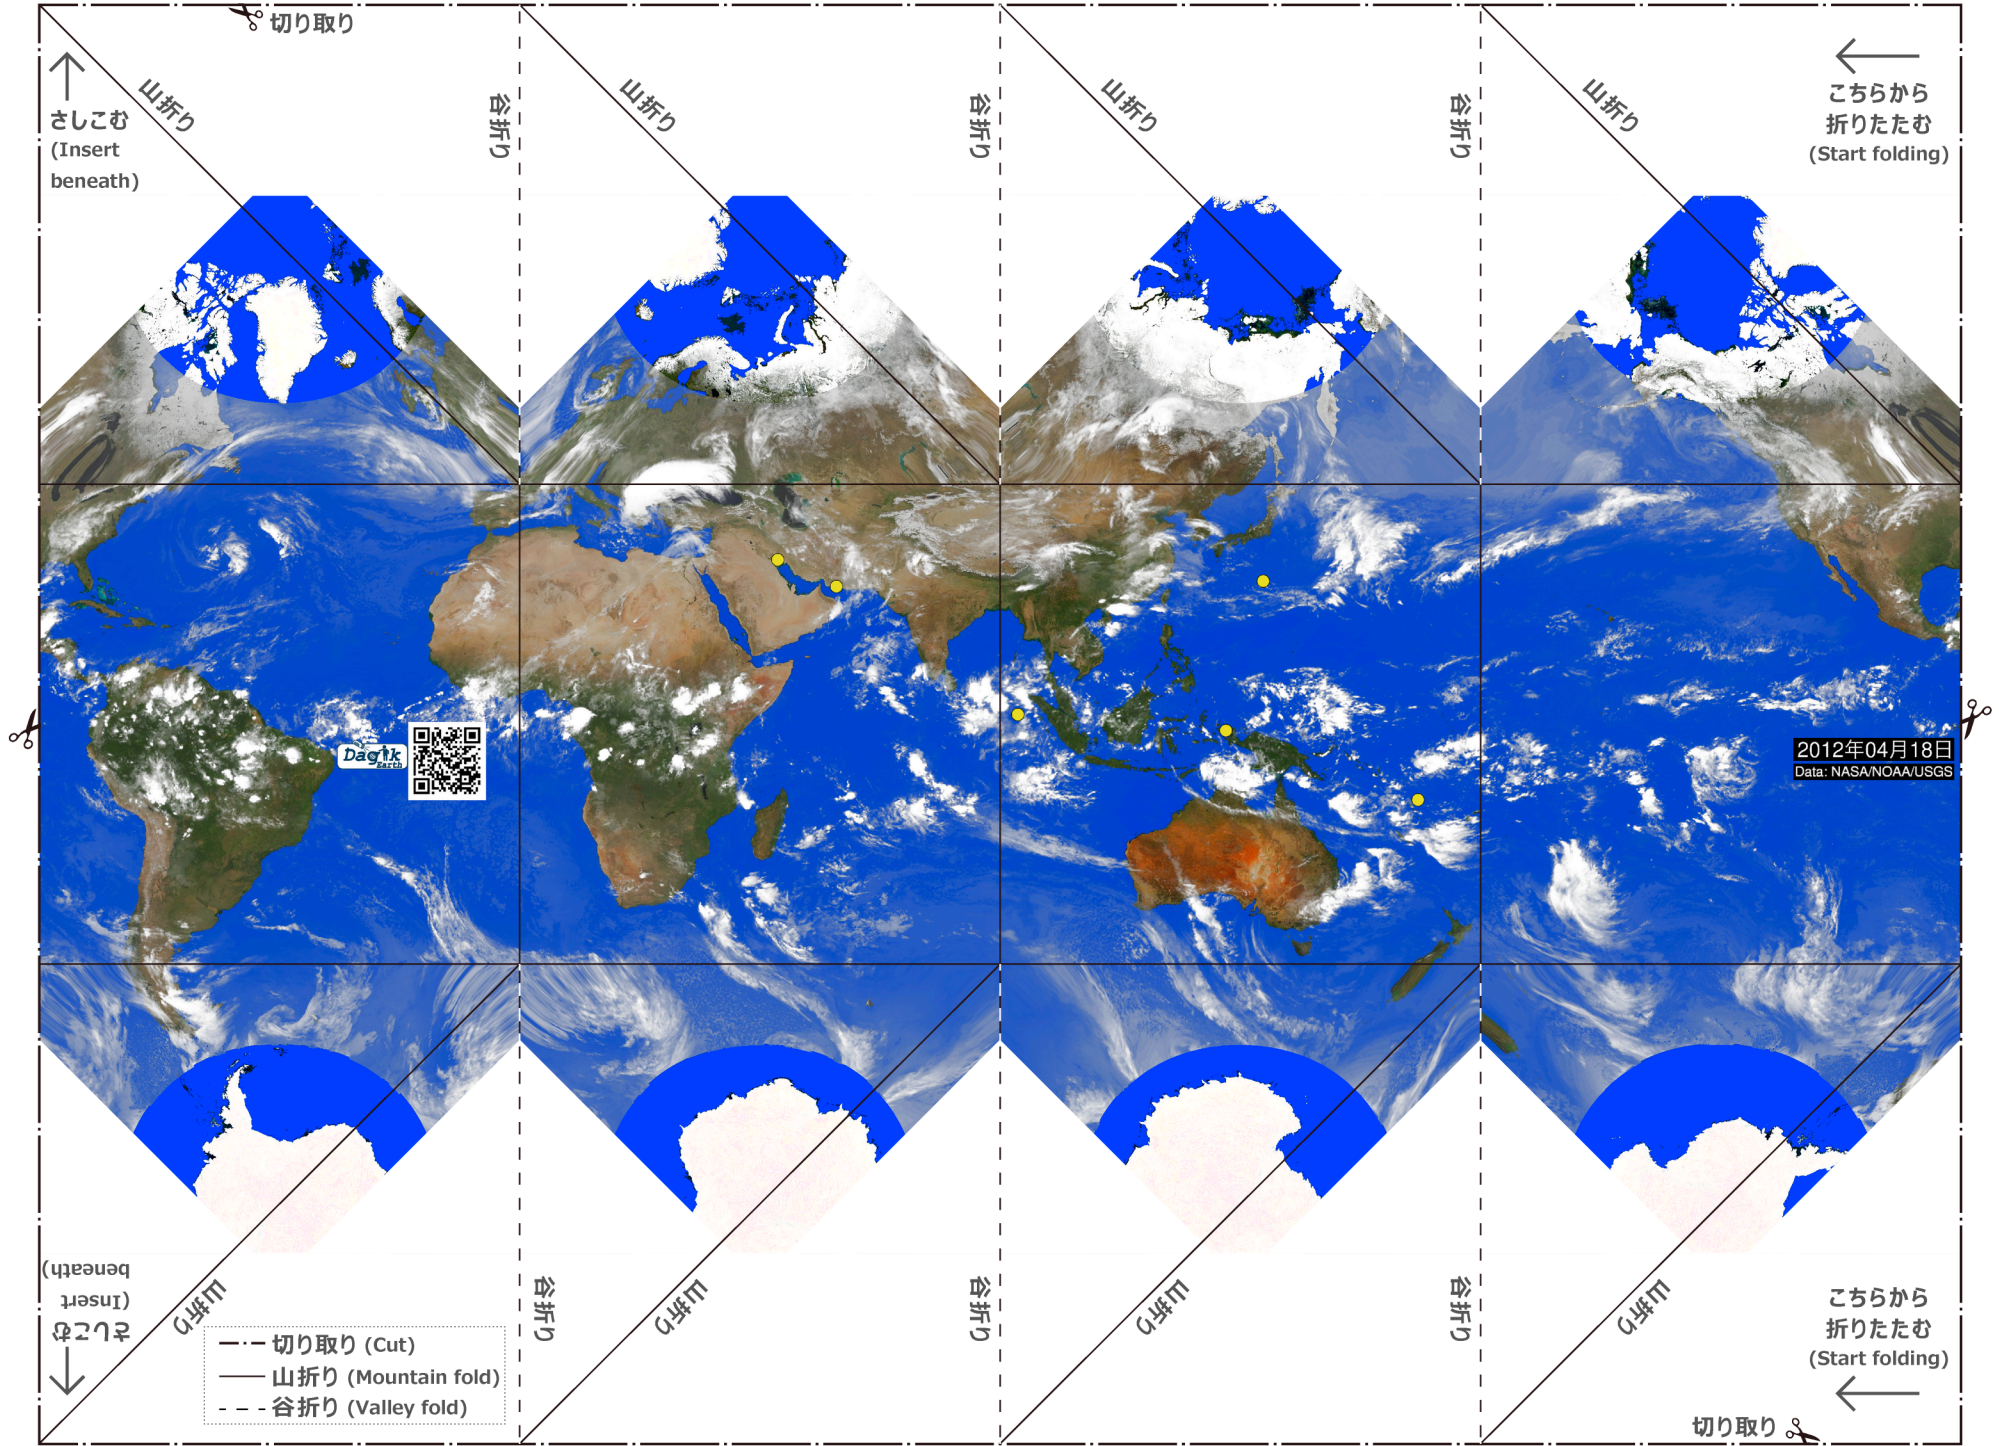 切り取り
さしこむ
(Insert
beneath)
山折り
谷折り
山折り
谷折り
山折り
谷折り
山折り
こちらから
折りたたむ
(Start folding)
Dagik
Earth
2012年04月18日
Data: NASA/NOAA/USGS
さしこむ
(Insert
beneath)
山折り
谷折り
山折り
谷折り
山折り
谷折り
山折り
こちらから
折りたたむ
(Start folding)
切り取り (Cut)
山折り (Mountain fold)
谷折り (Valley fold)
切り取り